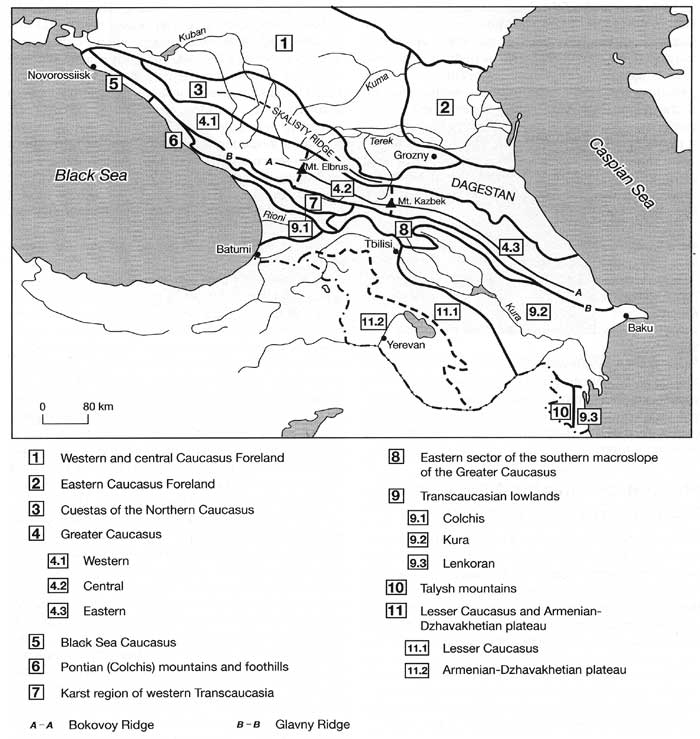 Kuban
1
Novorossiisk
Kuma
5
3
2
SKALISTY RIDGE
4.1
Terek
6
Grozny
Caspian Sea
B
A
Mt. Elbrus
Black Sea
4.2
DAGESTAN
7
Mt. Kazbek
Rioni
9.1
8
Batumi
Tbilisi
4.3
A
B
Kura
11.1
9.2
11.2
Baku
Yerevan
0 80 km
10
9.3
1 Western and central Caucasus Foreland
2 Eastern Caucasus Foreland
3 Cuestas of the Northern Caucasus
4 Greater Caucasus
4.1 Western
4.2 Central
4.3 Eastern
5 Black Sea Caucasus
6 Pontian (Colchis) mountains and foothills
7 Karst region of western Transcaucasia
A–A Bokovoy Ridge B–B Glavny Ridge
8 Eastern sector of the southern macroslope
of the Greater Caucasus
9 Transcaucasian lowlands
9.1 Colchis
9.2 Kura
9.3 Lenkoran
10 Talysh mountains
11 Lesser Caucasus and Armenian-
Dzhavakhetian plateau
11.1 Lesser Caucasus
11.2 Armenian-Dzhavakhetian plateau